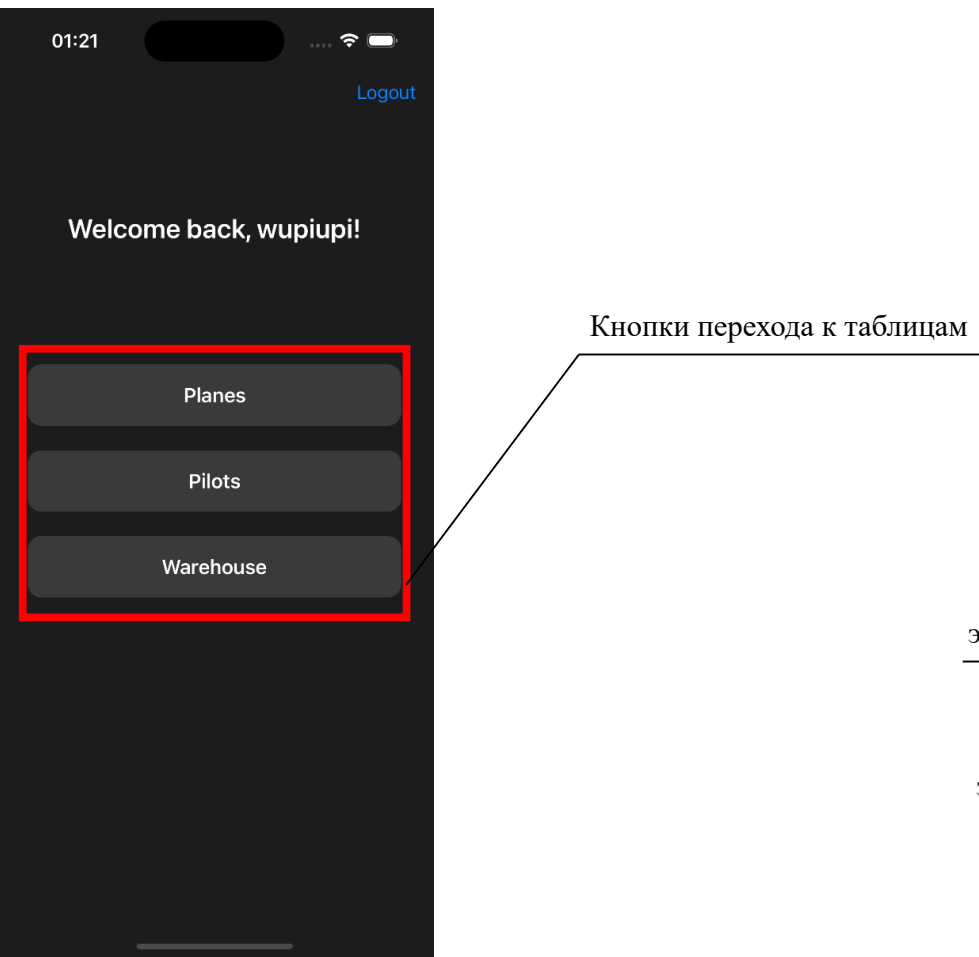 01:21
Logout
Welcome back, wupiupi!
Кнопки перехода к таблицам
Planes
Pilots
Warehouse